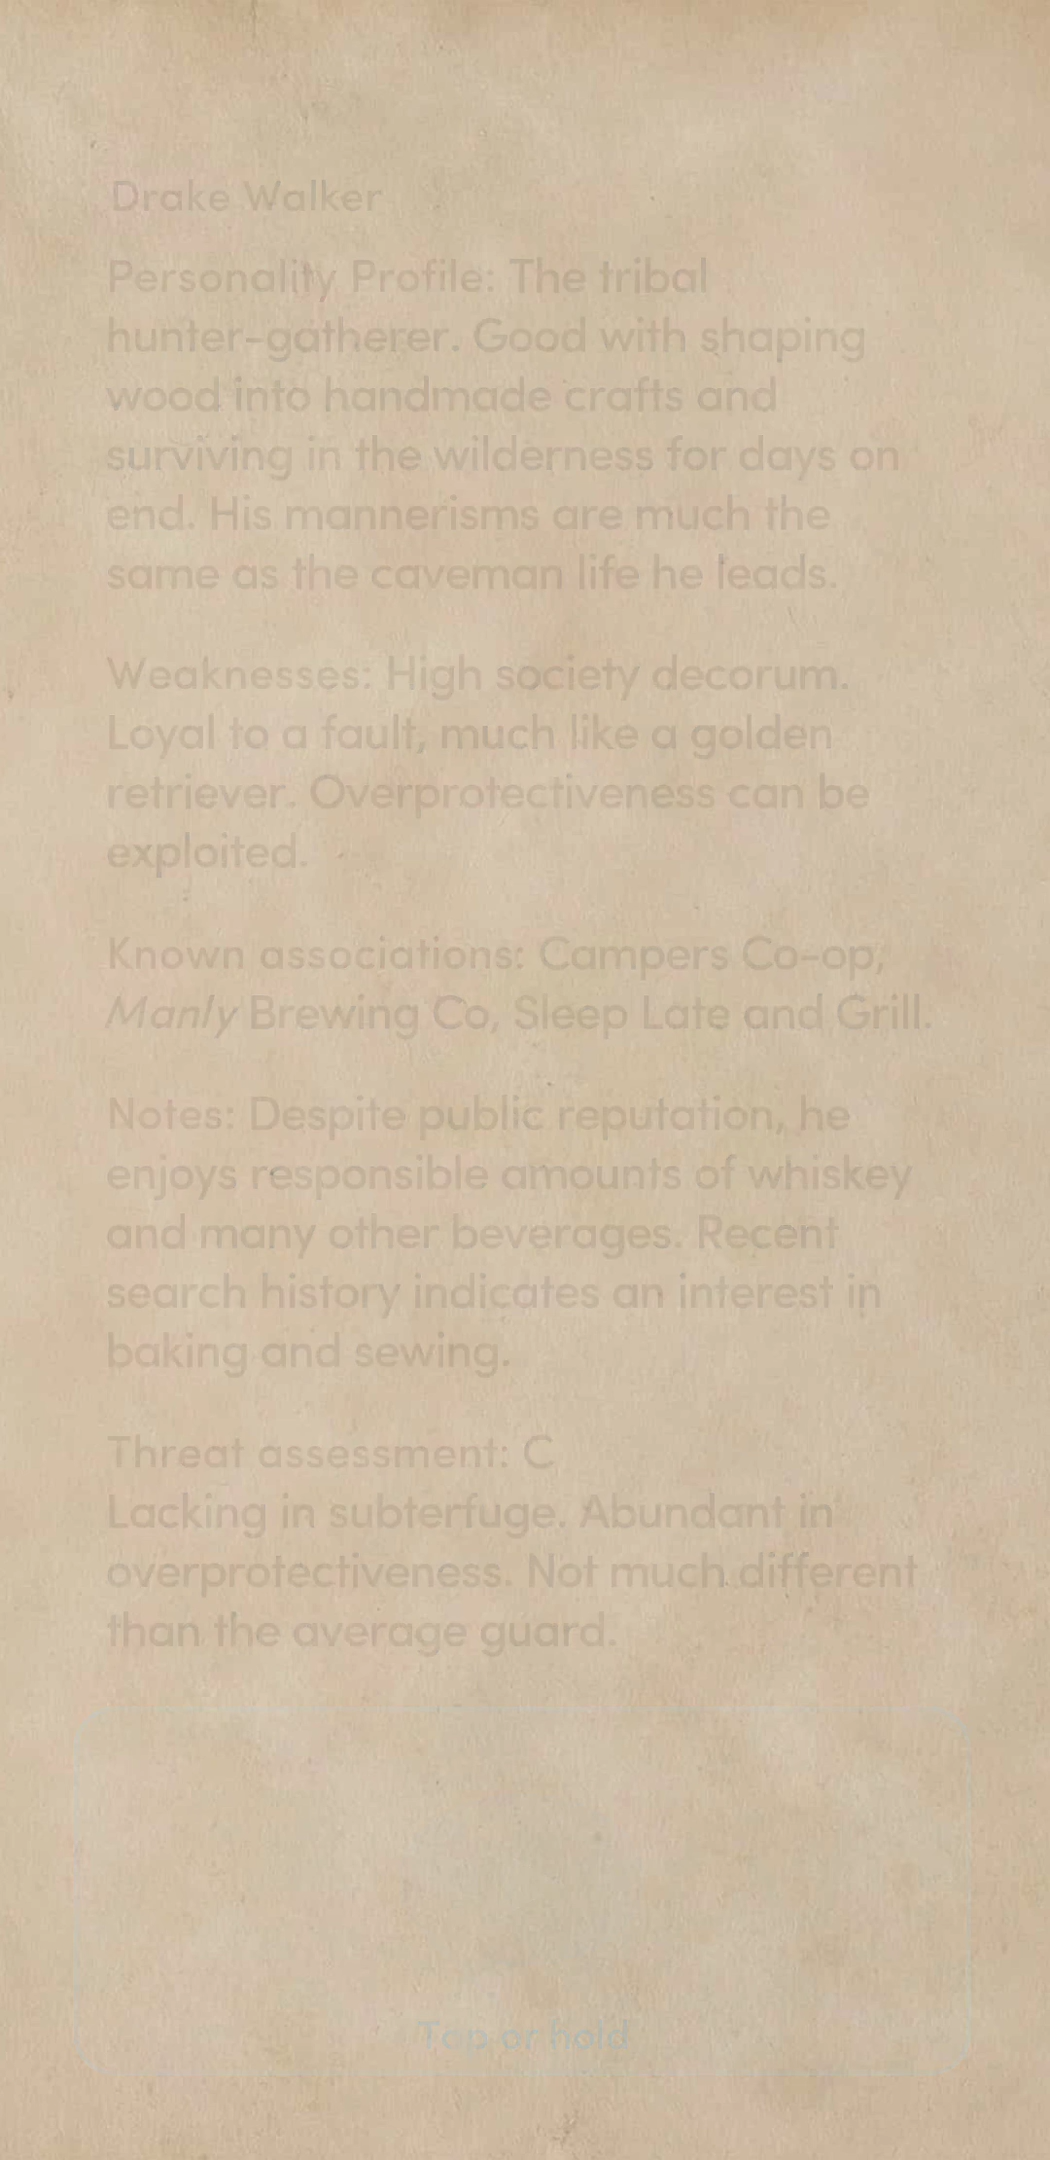 Drake Walker
Personality Profile: The tribal
hunter-gatherer. Good with shaping
wood into handmade crafts and
surviving in the wilderness for days on
end. His mannerisms are much the
same as the caveman life he leads.
Weaknesses: High society decorum.
Loyal to a fault, much like a golden
retriever. Overprotectiveness can be
exploited.
Known associations: Campers Co-op,
Manly Brewing Co, Sleep Late and Grill.
Notes: Despite public reputation, he
enjoys responsible amounts of whiskey
and many other beverages. Recent
search history indicates an interest in
baking and sewing.
Threat assessment: C
Lacking in subterfuge. Abundant in
overprotectiveness. Not much different
than the average guard.
Tap or hold